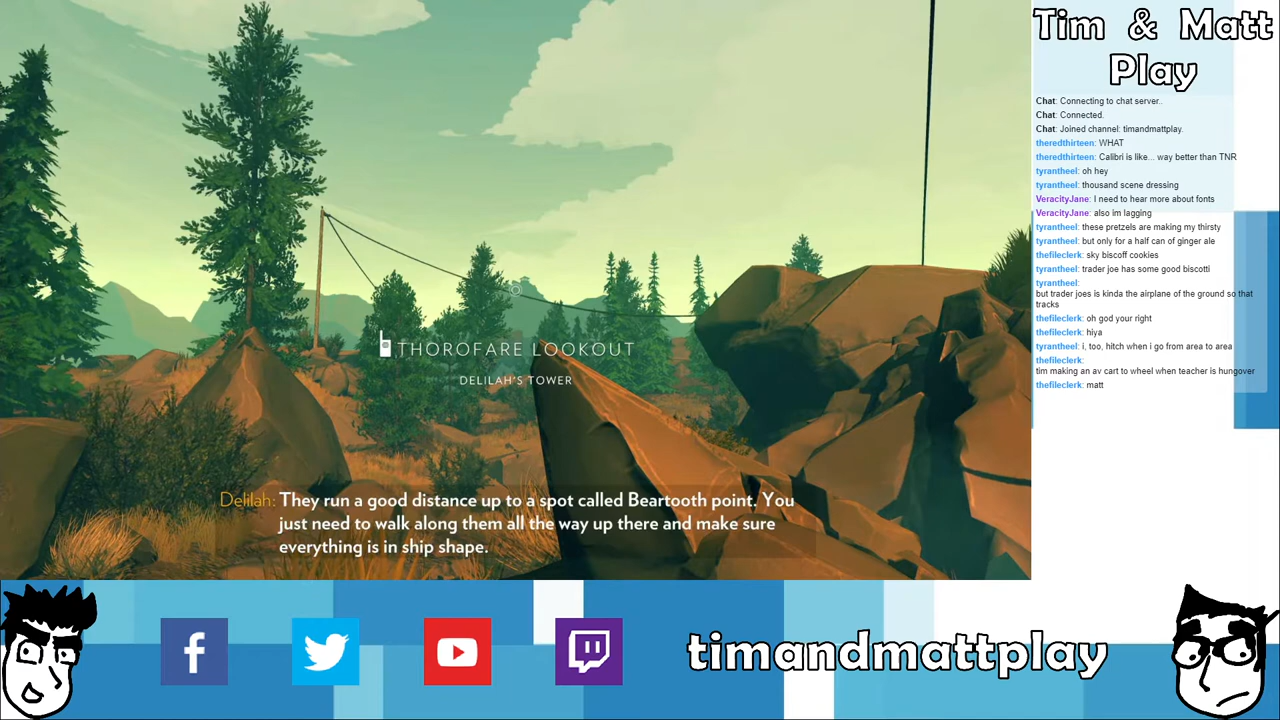 Tim & Matt
Play
Chat: Connecting to chat server..
Chat: Connected.
Chat: Joined channel: timandmattplay.
theredthirteen: WHAT
theredthirteen: Calibri is like... way better than TNR
tyrantheel: oh hey
tyrantheel: thousand scene dressing
VeracityJane: I need to hear more about fonts
VeracityJane: also im lagging
tyrantheel: these pretzels are making my thirsty
tyrantheel: but only for a half can of ginger ale
thefileclerk: sky biscoff cookies
tyrantheel: trader joe has some good biscotti
tyrantheel:
but trader joes is kinda the airplane of the ground so that
tracks
thefileclerk: oh god your right
thefileclerk: hiya
tyrantheel: i, too, hitch when i go from area to area
thefileclerk:
tim making an av cart to wheel when teacher is hungover
thefileclerk: matt
THOROFARE LOOKOUT
DELILAH'S TOWER
Delilah: They run a good distance up to a spot called Beartooth point. You
just need to walk along them all the way up there and make sure
everything is in ship shape.
timandmattplay